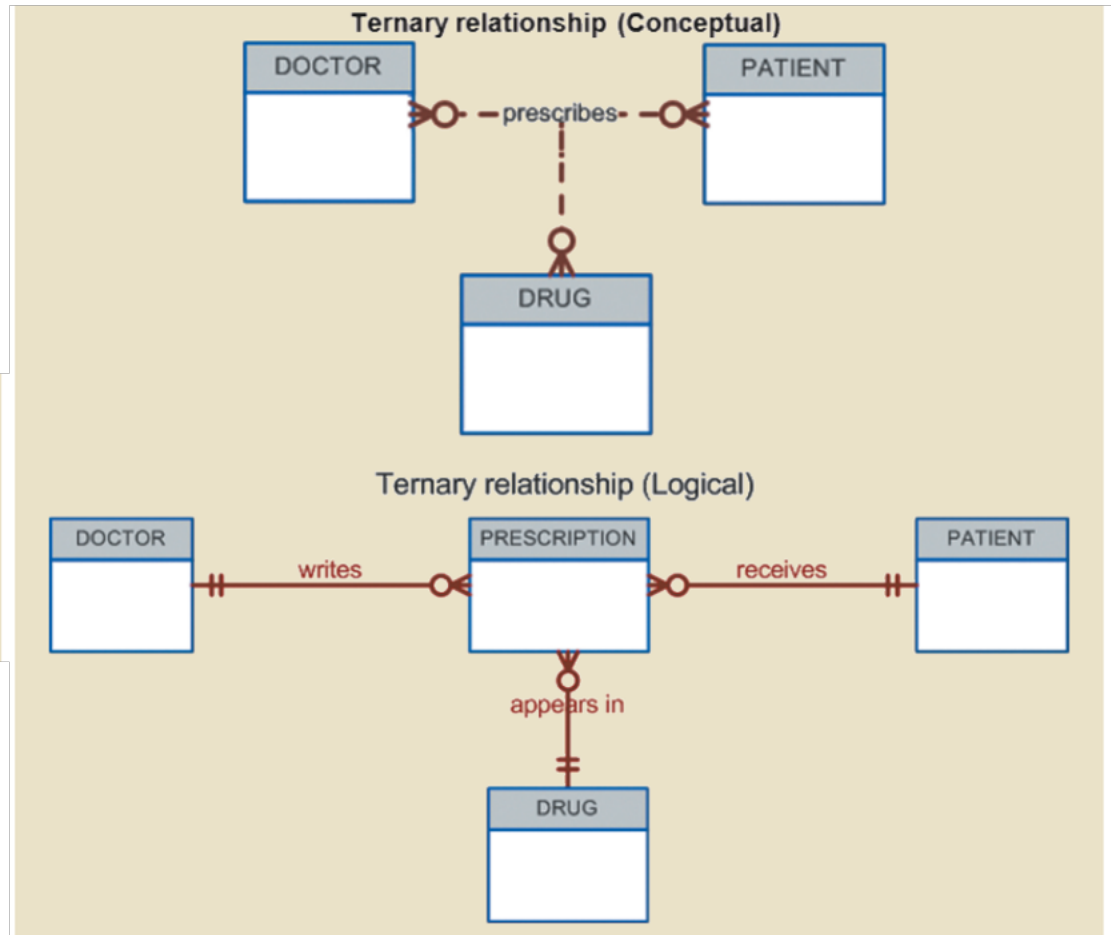 Ternary relationship (Conceptual)
DOCTOR
PATIENT
prescribes
DRUG
Ternary relationship (Logical)
DOCTOR
PRESCRIPTION
PATIENT
writes
receives
appears in
DRUG